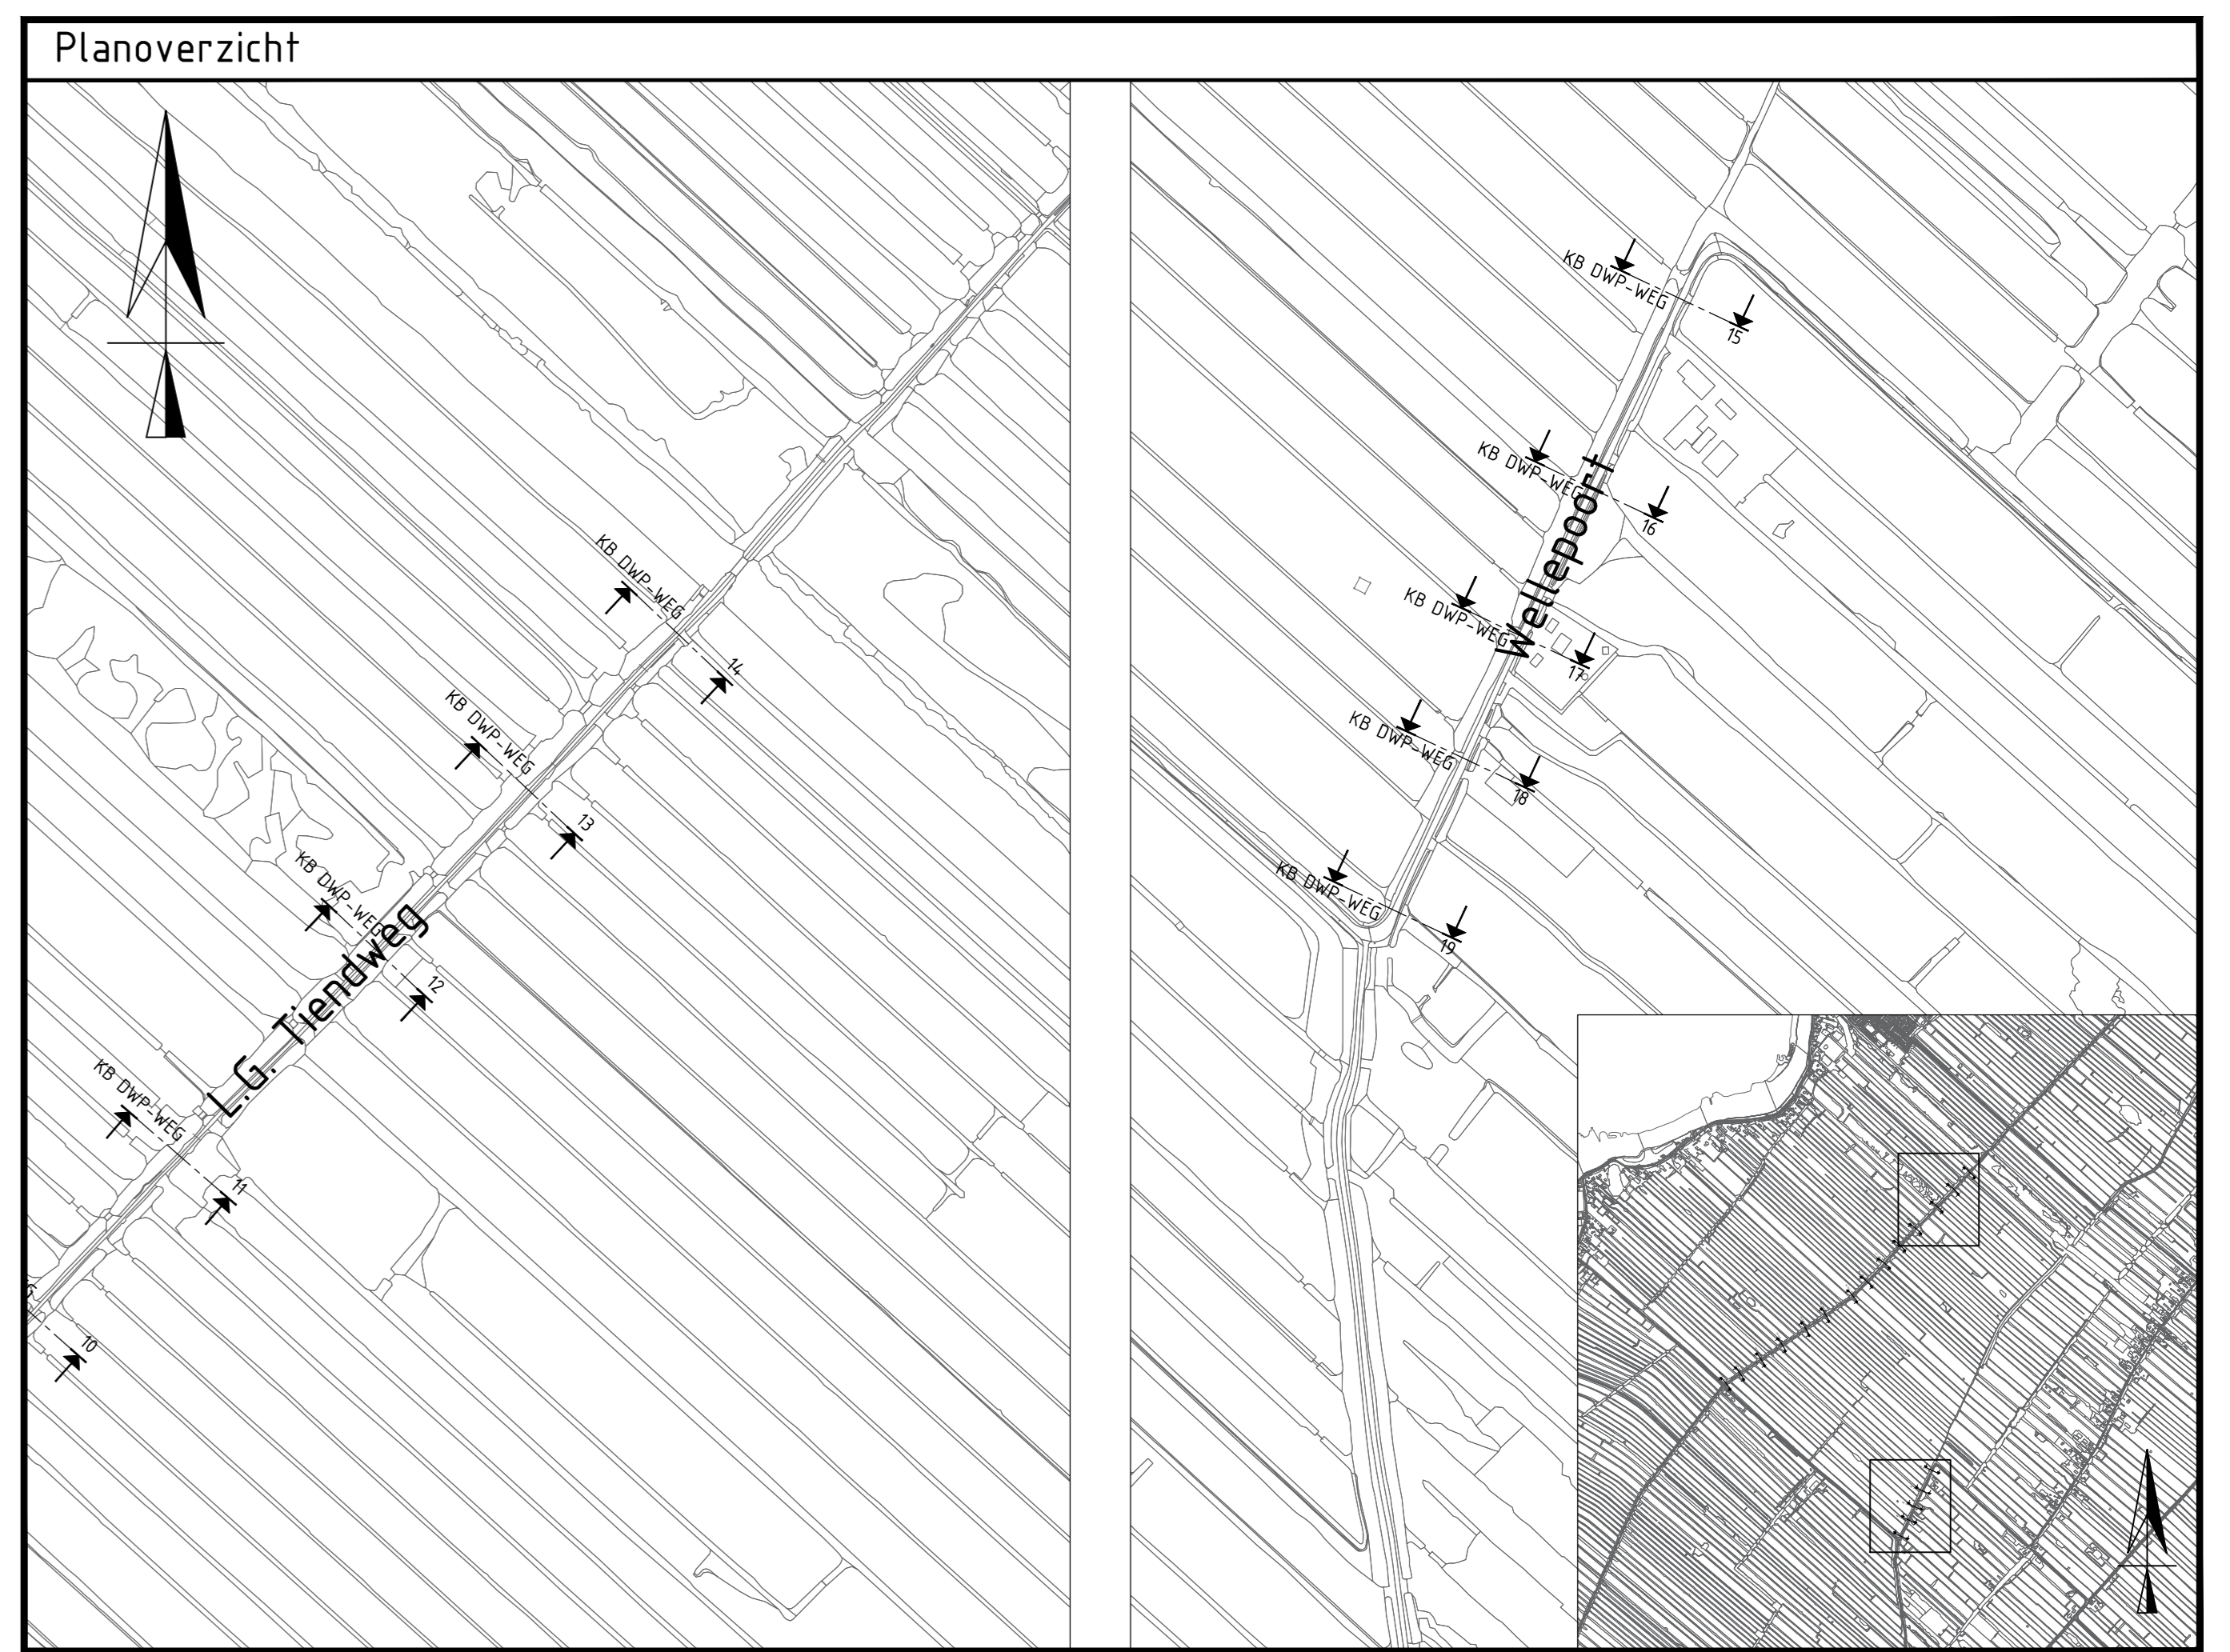 Planoverzicht
KB DWP-WEG
14
KB DWP-WEG
13
KB DWP-WEG
12
L.G. Tiendweg
KB DWP-WEG
11
G
10
KB DWP-WEG
15
KB DWP-WEG
16
Wellepoort
KB DWP-WEG
17
KB DWP-WEG
18
KB DWP-WEG
19